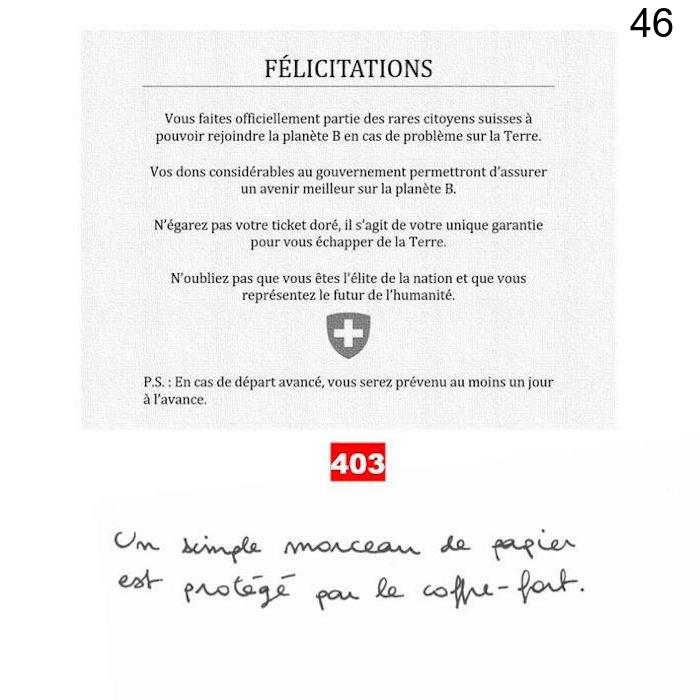 46
FÉLICITATIONS
Vous faites officiellement partie des rares citoyens suisses à
pouvoir rejoindre la planète B en cas de problème sur la Terre.
Vos dons considérables au gouvernement permettront d'assurer
un avenir meilleur sur la planète B.
N'égarez pas votre ticket doré, il s'agit de votre unique garantie
pour vous échapper de la Terre.
N'oubliez pas que vous êtes l'élite de la nation et que vous
représentez le futur de l'humanité.
P.S. : En cas de départ avancé, vous serez prévenu au moins un jour
à l'avance.
403
Un simple morceau de papier
est protégé par le coffre-fort.